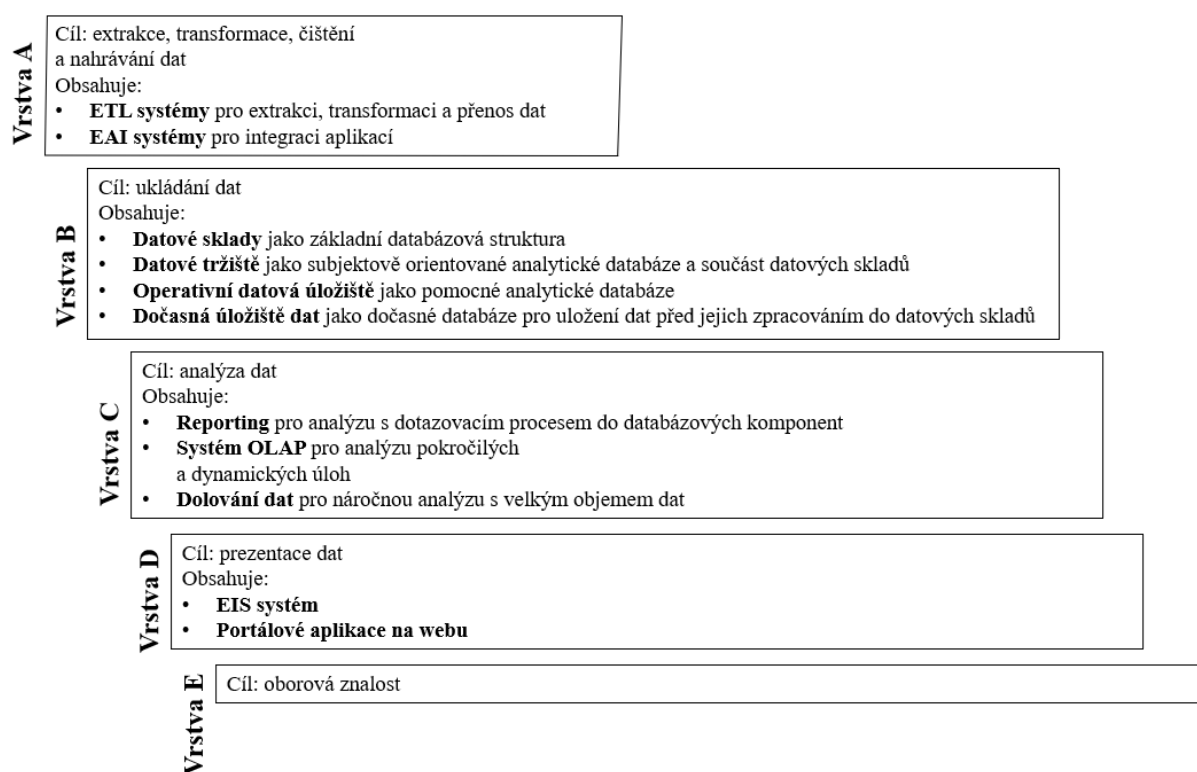 Vrstva A
Cíl: extrakce, transformace, čištění
a nahrávání dat
Obsahuje:
• ETL systémy pro extrakci, transformaci a přenos dat
• EAI systémy pro integraci aplikací
Vrstva B
Cíl: ukládání dat
Obsahuje:
• Datové sklady jako základní databázová struktura
• Datové tržiště jako subjektově orientované analytické databáze a součást datových skladů
• Operativní datová úložiště jako pomocné analytické databáze
• Dočasná úložiště dat jako dočasné databáze pro uložení dat před jejich zpracováním do datových skladů
Vrstva C
Cíl: analýza dat
Obsahuje:
• Reporting pro analýzu s dotazovacím procesem do databázových komponent
• Systém OLAP pro analýzu pokročilých
a dynamických úloh
• Dolování dat pro náročnou analýzu s velkým objemem dat
Vrstva D
Cíl: prezentace dat
Obsahuje:
• EIS systém
• Portálové aplikace na webu
Vrstva E
Cíl: oborová znalost